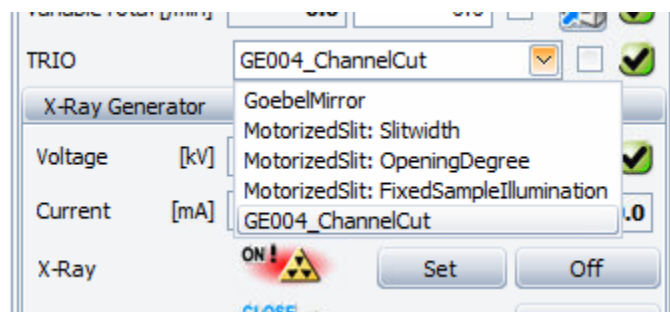 TRIO GE004_ChannelCut
X-Ray Generator
GoebelMirror
MotorizedSlit: Slitwidth
Voltage [kV]
MotorizedSlit: OpeningDegree
MotorizedSlit: FixedSampleIllumination
Current [mA] .0
GE004_ChannelCut
X-Ray ON! Set Off